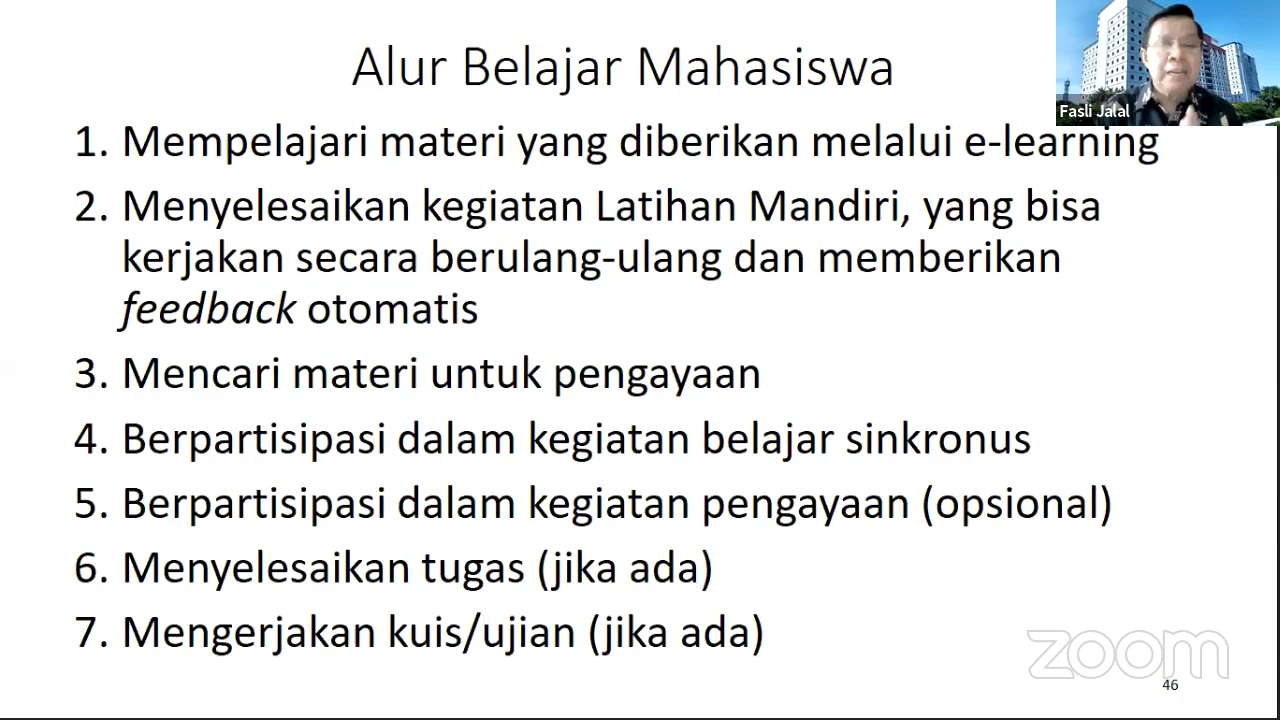 Alur Belajar Mahasiswa
Fasli Jalal
1. Mempelajari materi yang diberikan melalui e-learning
2. Menyelesaikan kegiatan Latihan Mandiri, yang bisa
kerjakan secara berulang-ulang dan memberikan
feedback otomatis
3. Mencari materi untuk pengayaan
4. Berpartisipasi dalam kegiatan belajar sinkronus
5. Berpartisipasi dalam kegiatan pengayaan (opsional)
6. Menyelesaikan tugas (jika ada)
7. Mengerjakan kuis/ujian (jika ada)
zoom
46